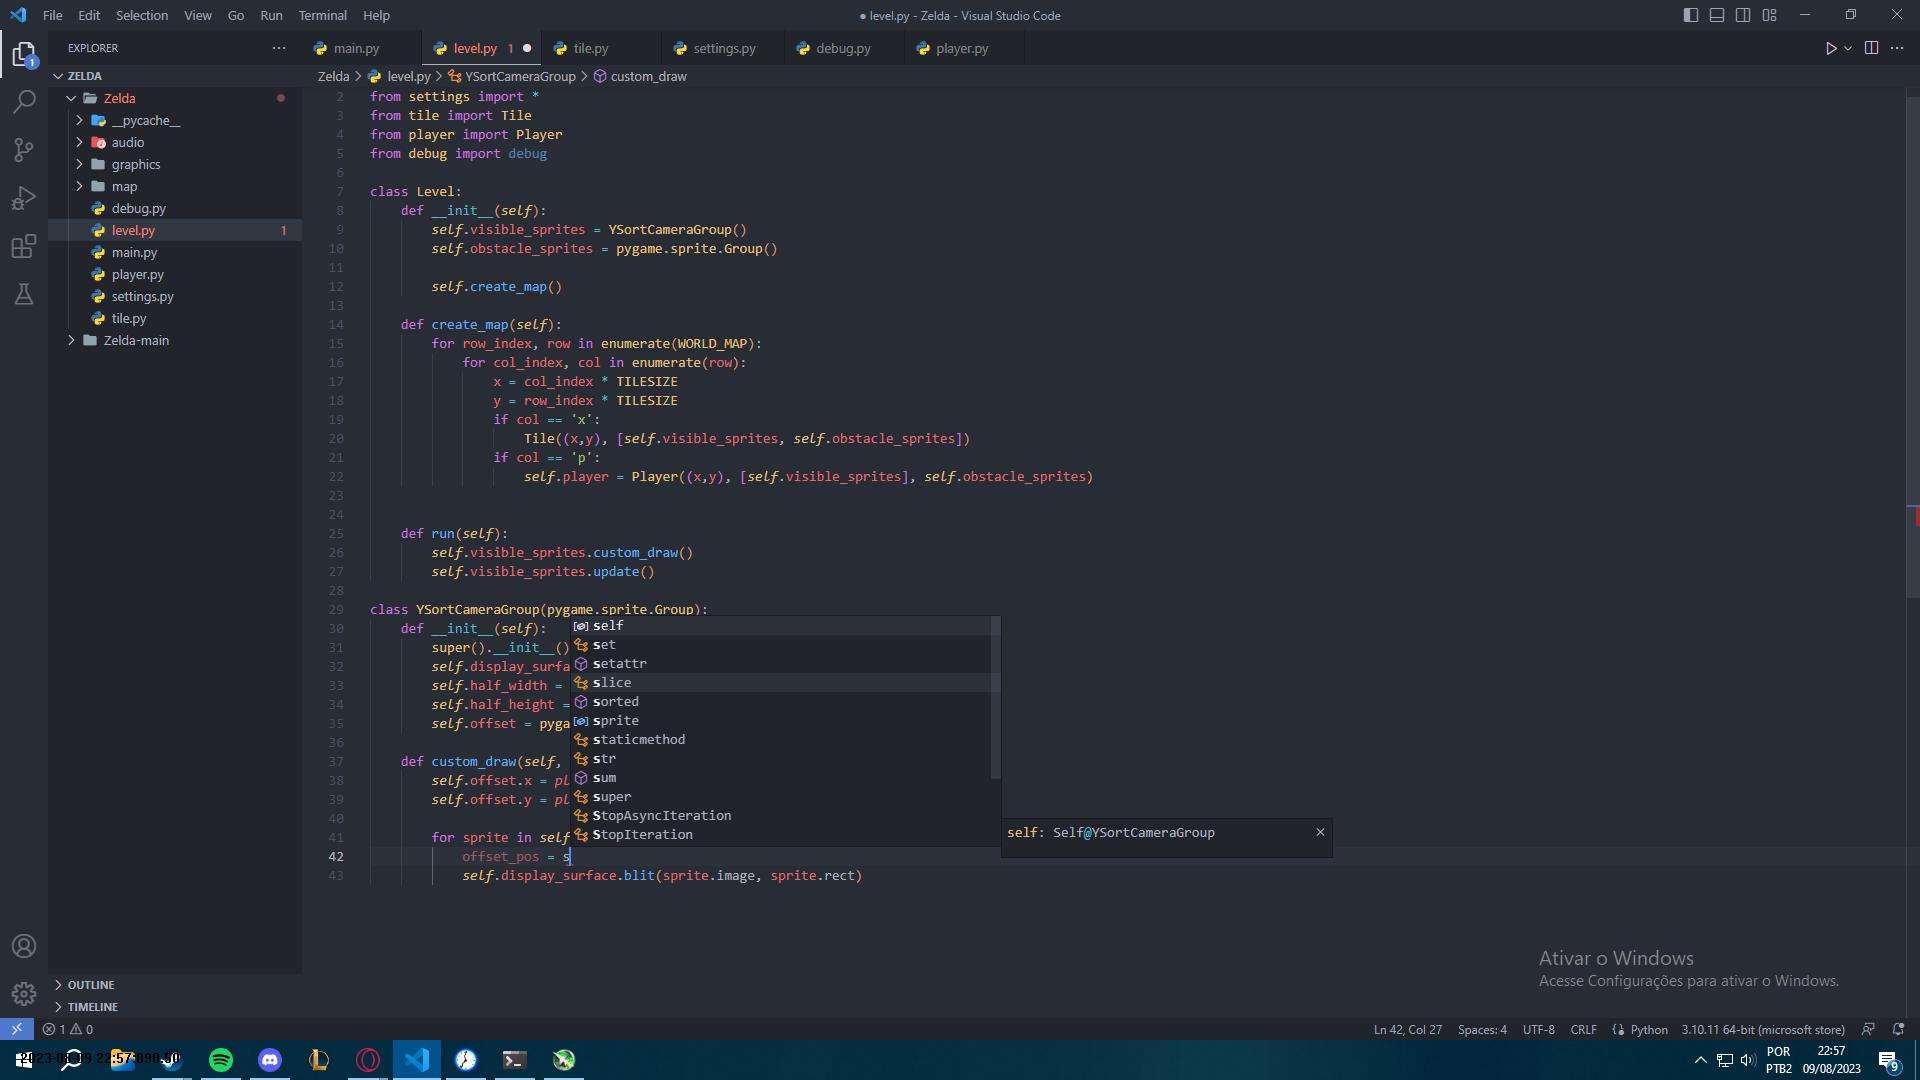 File Edit Selection View Go Run Terminal Help
● level.py - Zelda - Visual Studio Code
EXPLORER
main.py
level.py 1
tile.py
settings.py
debug.py
player.py
ZELDA
Zelda > level.py > YSortCameraGroup > custom_draw
Zelda
__pycache__
audio
graphics
map
debug.py
level.py 1
main.py
player.py
settings.py
tile.py
Zelda-main
2 from settings import *
3 from tile import Tile
4 from player import Player
5 from debug import debug
6
7 class Level:
8 def __init__(self):
9 self.visible_sprites = YSortCameraGroup()
10 self.obstacle_sprites = pygame.sprite.Group()
11
12 self.create_map()
13
14 def create_map(self):
15 for row_index, row in enumerate(WORLD_MAP):
16 for col_index, col in enumerate(row):
17 x = col_index * TILESIZE
18 y = row_index * TILESIZE
19 if col == 'x':
20 Tile((x,y), [self.visible_sprites, self.obstacle_sprites])
21 if col == 'p':
22 self.player = Player((x,y), [self.visible_sprites], self.obstacle_sprites)
23
24
25 def run(self):
26 self.visible_sprites.custom_draw()
27 self.visible_sprites.update()
28
29 class YSortCameraGroup(pygame.sprite.Group):
30 def __init__(self):
31 super().__init__()
32 self.display_surfa
33 self.half_width =
34 self.half_height =
35 self.offset = pyga
36
37 def custom_draw(self,
38 self.offset.x = pl
39 self.offset.y = pl
40
41 for sprite in self
42 offset_pos = s
43 self.display_surface.blit(sprite.image, sprite.rect)
self
set
setattr
slice
sorted
sprite
staticmethod
str
sum
super
StopAsyncIteration
StopIteration
self: Self@YSortCameraGroup
Ativar o Windows
Acesse Configurações para ativar o Windows.
OUTLINE
TIMELINE
1 0
Ln 42, Col 27 Spaces: 4 UTF-8 CRLF Python 3.10.11 64-bit (microsoft store)
POR
PTB2
22:57
09/08/2023
9